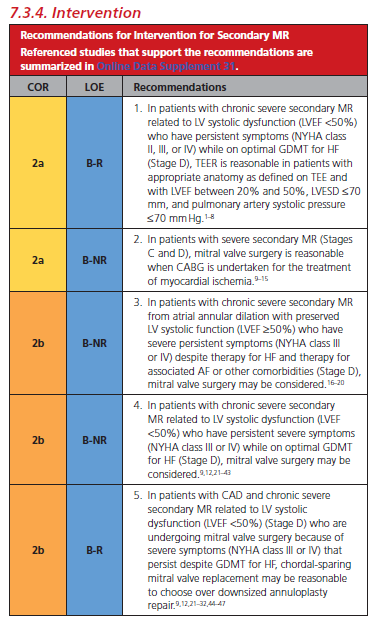 7.3.4. Intervention
Recommendations for Intervention for Secondary MR
Referenced studies that support the recommendations are
summarized in Online Data Supplement 31.
COR LOE Recommendations
2a B-R
1. In patients with chronic severe secondary MR
related to LV systolic dysfunction (LVEF <50%)
who have persistent symptoms (NYHA class
II, III, or IV) while on optimal GDMT for HF
(Stage D), TEER is reasonable in patients with
appropriate anatomy as defined on TEE and
with LVEF between 20% and 50%, LVESD ≤70
mm, and pulmonary artery systolic pressure
≤70 mm Hg.1–8
2a B-NR
2. In patients with severe secondary MR (Stages
C and D), mitral valve surgery is reasonable
when CABG is undertaken for the treatment
of myocardial ischemia.9–15
2b B-NR
3. In patients with chronic severe secondary MR
from atrial annular dilation with preserved
LV systolic function (LVEF ≥50%) who have
severe persistent symptoms (NYHA class III
or IV) despite therapy for HF and therapy for
associated AF or other comorbidities (Stage D),
mitral valve surgery may be considered.16–20
2b B-NR
4. In patients with chronic severe secondary
MR related to LV systolic dysfunction (LVEF
<50%) who have persistent severe symptoms
(NYHA class III or IV) while on optimal GDMT
for HF (Stage D), mitral valve surgery may be
considered.9,12,21–43
2b B-R
5. In patients with CAD and chronic severe
secondary MR related to LV systolic
dysfunction (LVEF <50%) (Stage D) who are
undergoing mitral valve surgery because of
severe symptoms (NYHA class III or IV) that
persist despite GDMT for HF, chordal-sparing
mitral valve replacement may be reasonable
to choose over downsized annuloplasty
repair.9,12,21–32,44–47